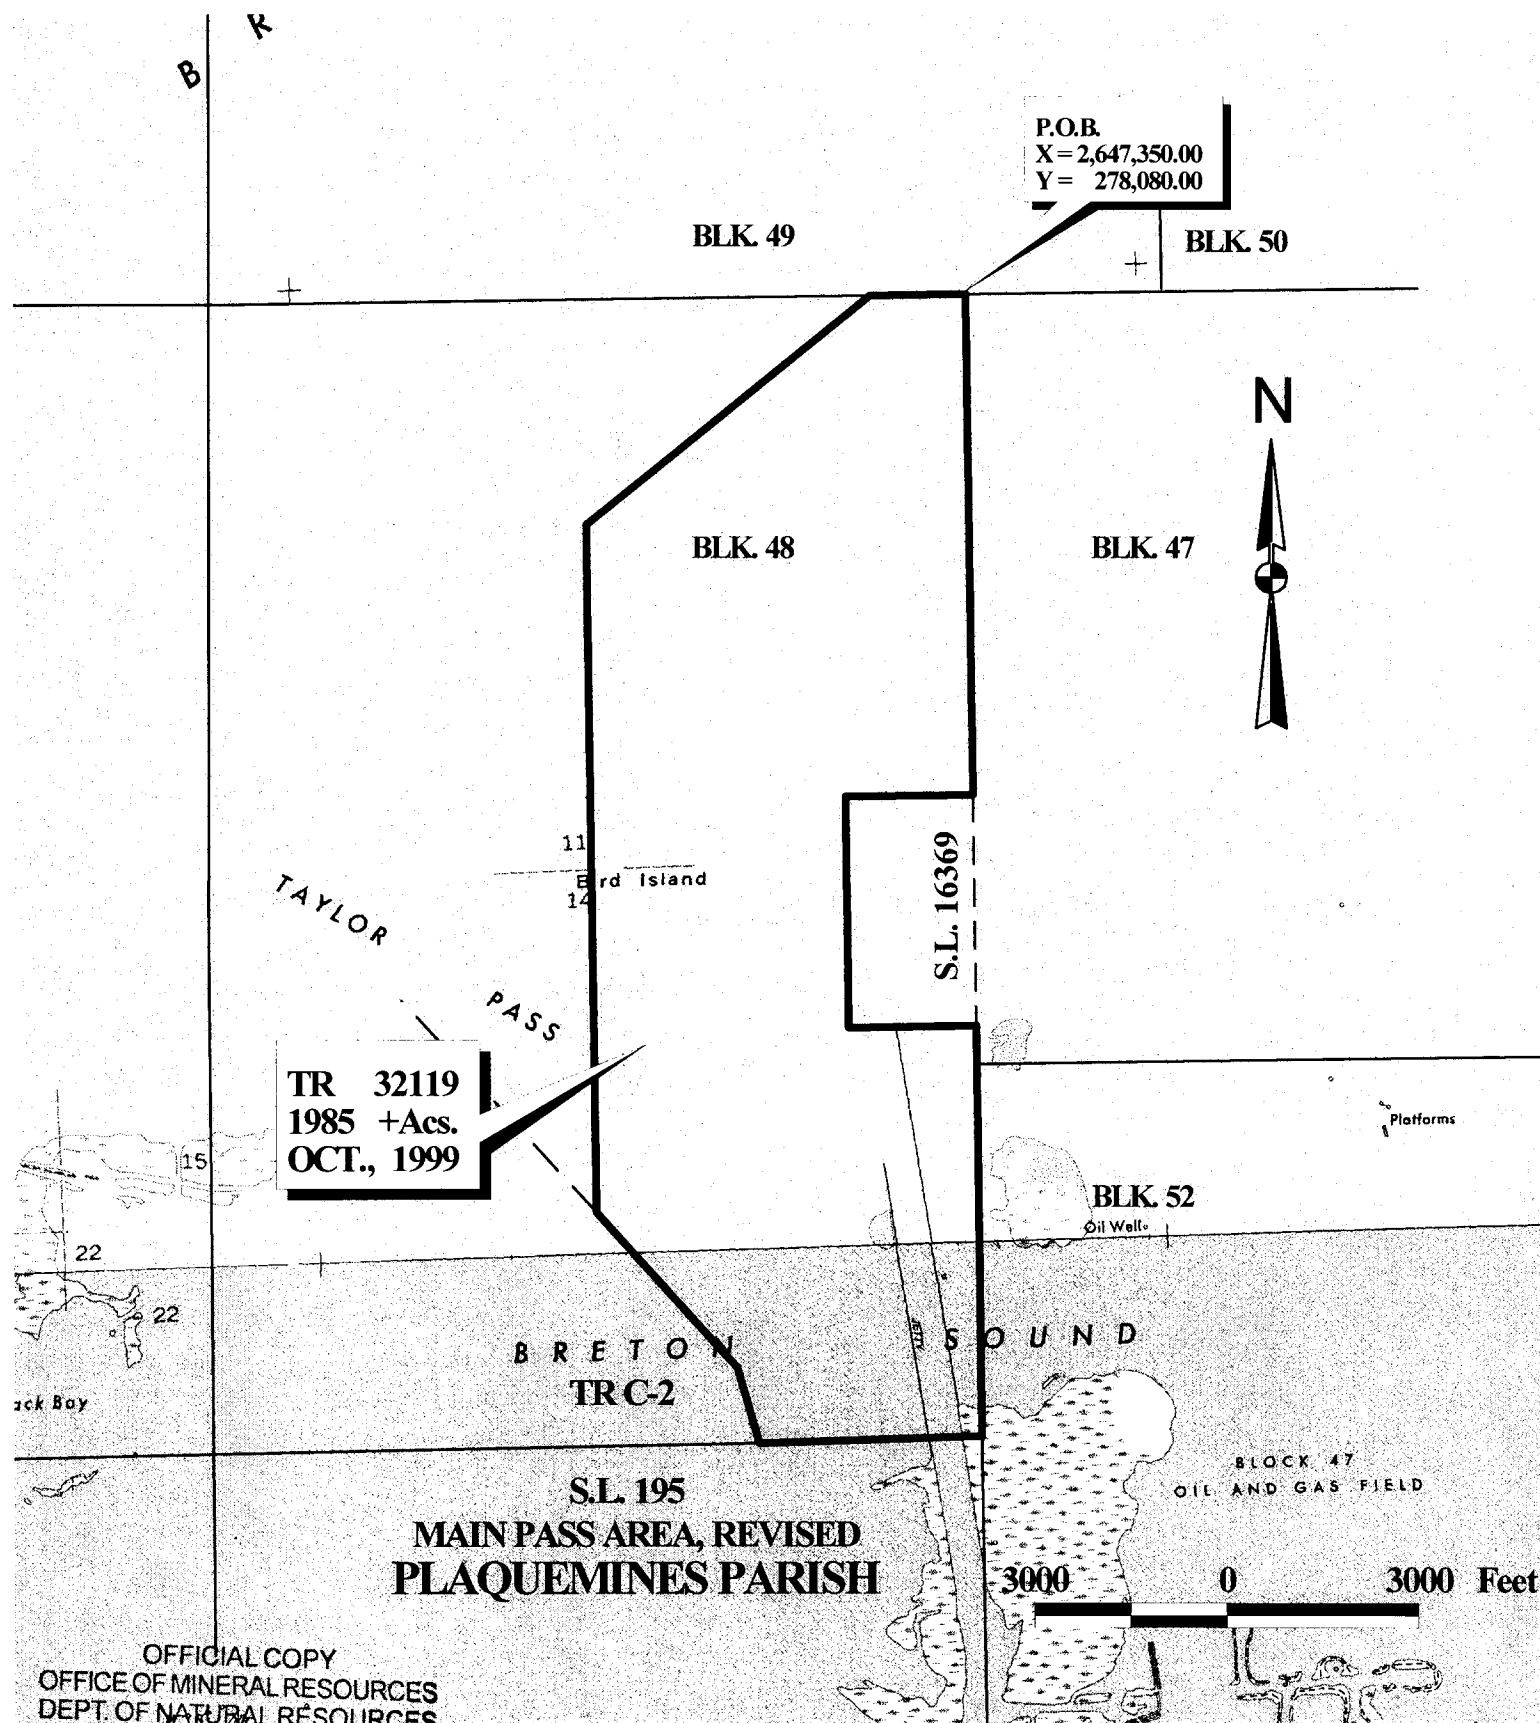 B R
P.O.B.
X = 2,647,350.00
Y = 278,080.00
BLK. 49
BLK. 50
N
BLK. 48
BLK. 47
11
Bird Island
14
S.L. 16369
TAYLOR PASS
TR 32119
1985 +Acs.
OCT., 1999
Platforms
15
BLK. 52
Oil Wells
22
22
BRETON SOUND
JETTY
TR C-2
ack Bay
BLOCK 47
OIL AND GAS FIELD
S.L. 195
MAIN PASS AREA, REVISED
PLAQUEMINES PARISH
3000 0 3000 Feet
OFFICIAL COPY
OFFICE OF MINERAL RESOURCES
DEPT. OF NATURAL RESOURCES